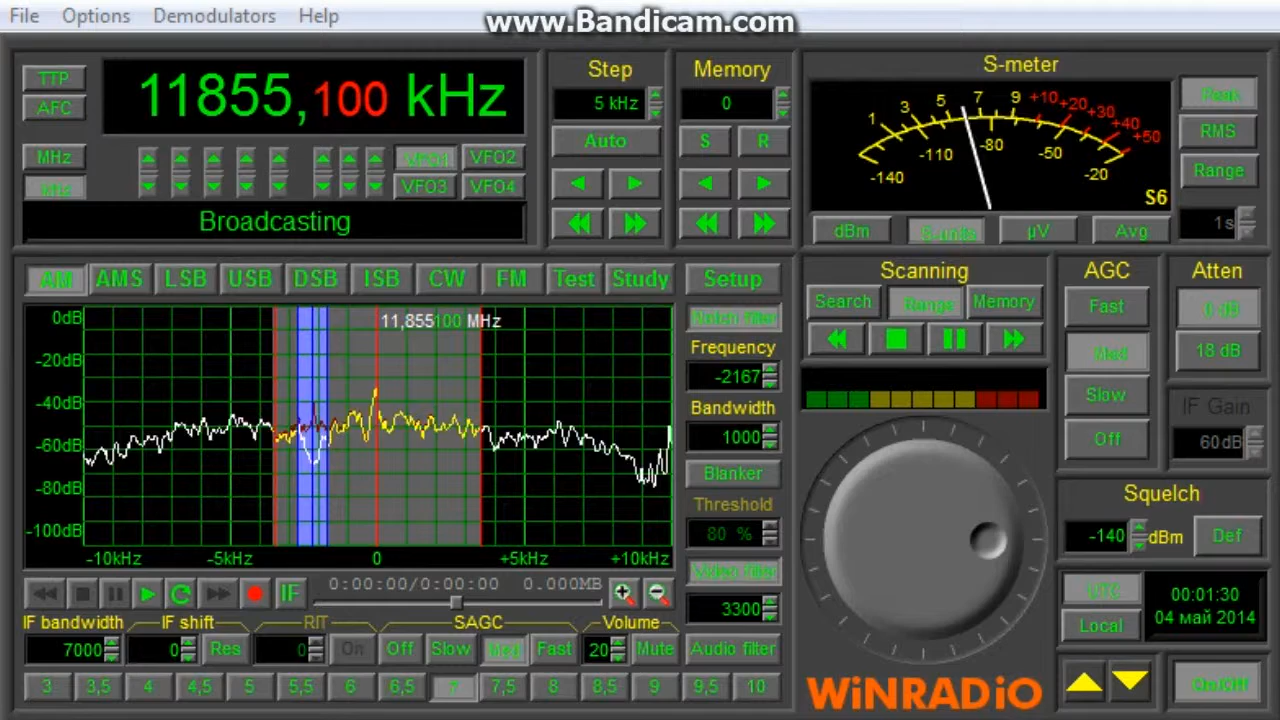 File Options Demodulators Help
www.Bandicam.com
TTP
AFC
11855,100 kHz
MHz
kHz
VFO1 VFO2
VFO3 VFO4
Broadcasting
Step
5 kHz
Auto
Memory
0
S R
S-meter
1 3 5 7 9 +10 +20 +30 +40 +50
-140 -110 -80 -50 -20
S6
Peak
RMS
Range
1s
dBm S-units µV Avg
AM AMS LSB USB DSB ISB CW FM Test Study Setup
0dB
-20dB
-40dB
-60dB
-80dB
-100dB
11,855100 MHz
-10kHz -5kHz 0 +5kHz +10kHz
Notch filter
Frequency
-2167
Bandwidth
1000
Blanker
Threshold
80 %
Video filter
3300
Audio filter
Scanning
Search Range Memory
AGC
Fast
Med
Slow
Off
Atten
0 dB
18 dB
IF Gain
60dB
Squelch
-140 dBm Def
UTC
Local
00:01:30
04 май 2014
IF
0:00:00/0:00:00 0.000MB
IF bandwidth IF shift RIT SAGC Volume
7000 0 Res 0 On Off Slow Med Fast 20 Mute
3 3,5 4 4,5 5 5,5 6 6,5 7 7,5 8 8,5 9 9,5 10
WiNRADiO
On/Off